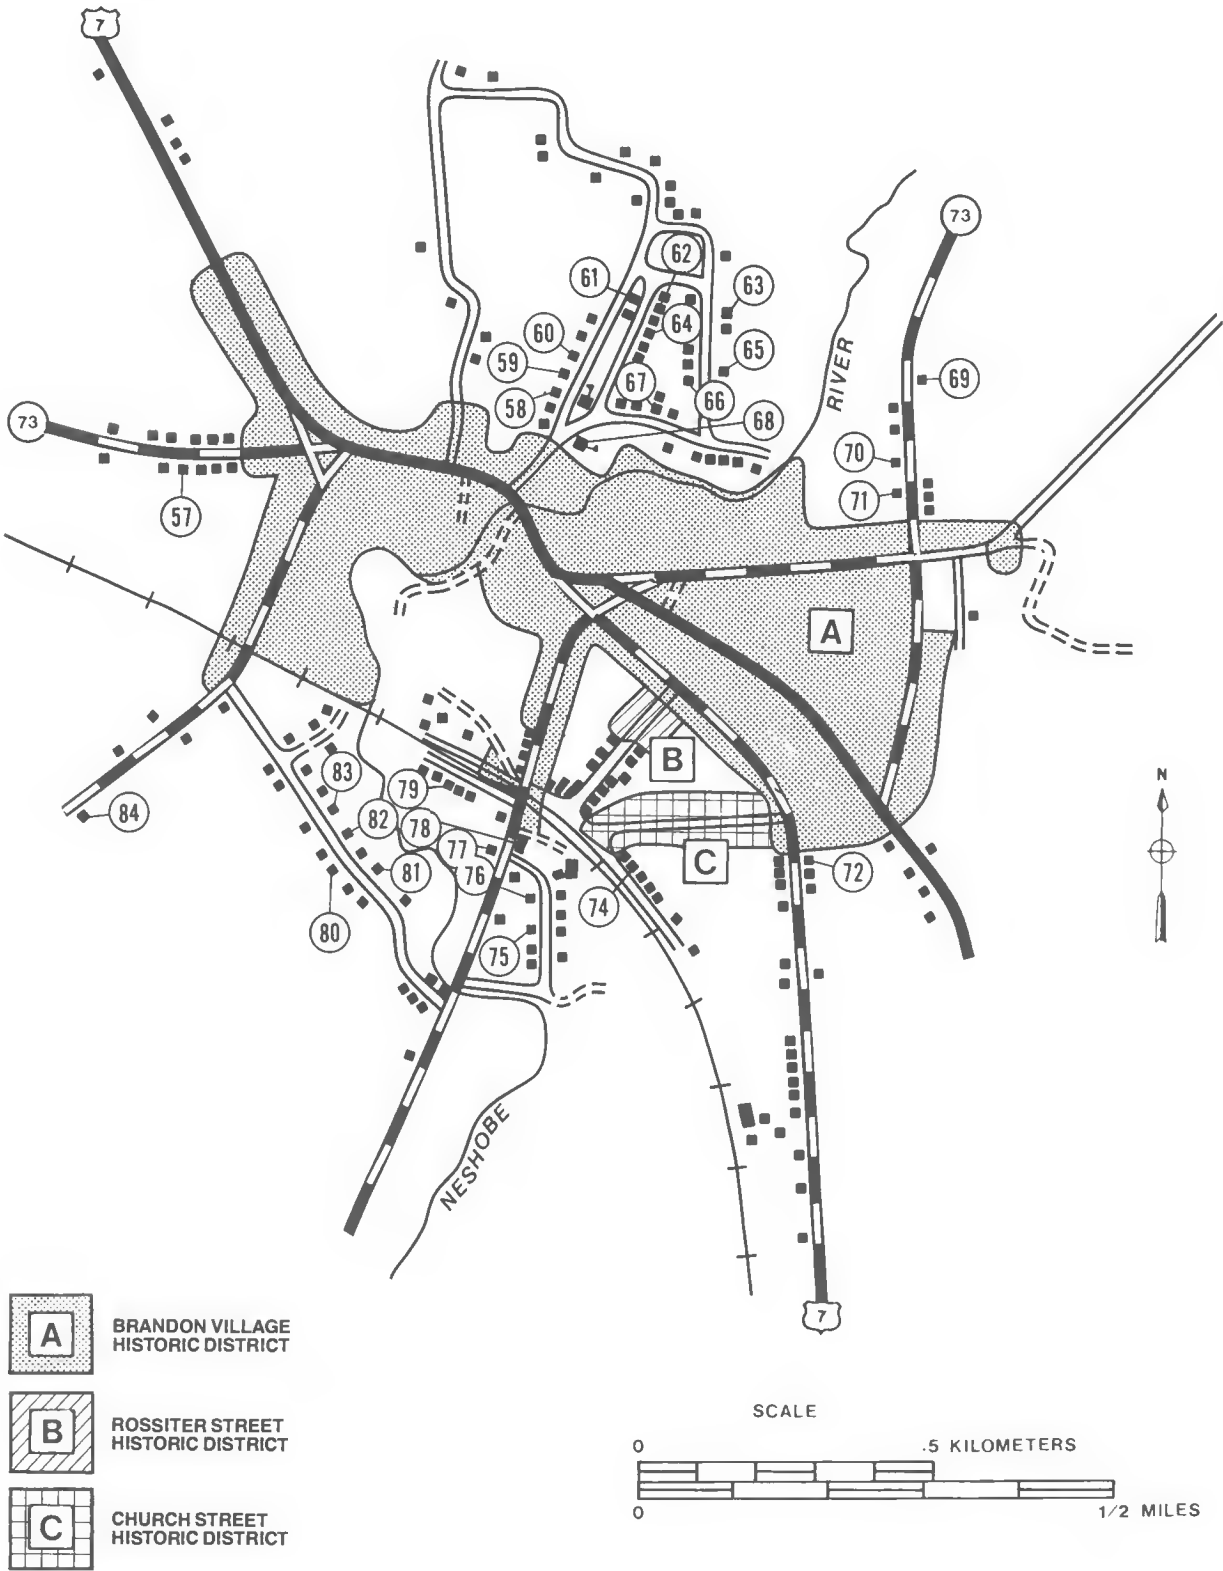 7
73
62
61
63
60
64
59
65
RIVER
69
67
58
66
73
68
70
57
71
A
B
N
83
79
84
82
78
77
C
81
76
72
74
80
75
NESHOBE
7
A
BRANDON VILLAGE
HISTORIC DISTRICT
B
ROSSITER STREET
HISTORIC DISTRICT
C
CHURCH STREET
HISTORIC DISTRICT
SCALE
0 .5 KILOMETERS
0 1/2 MILES